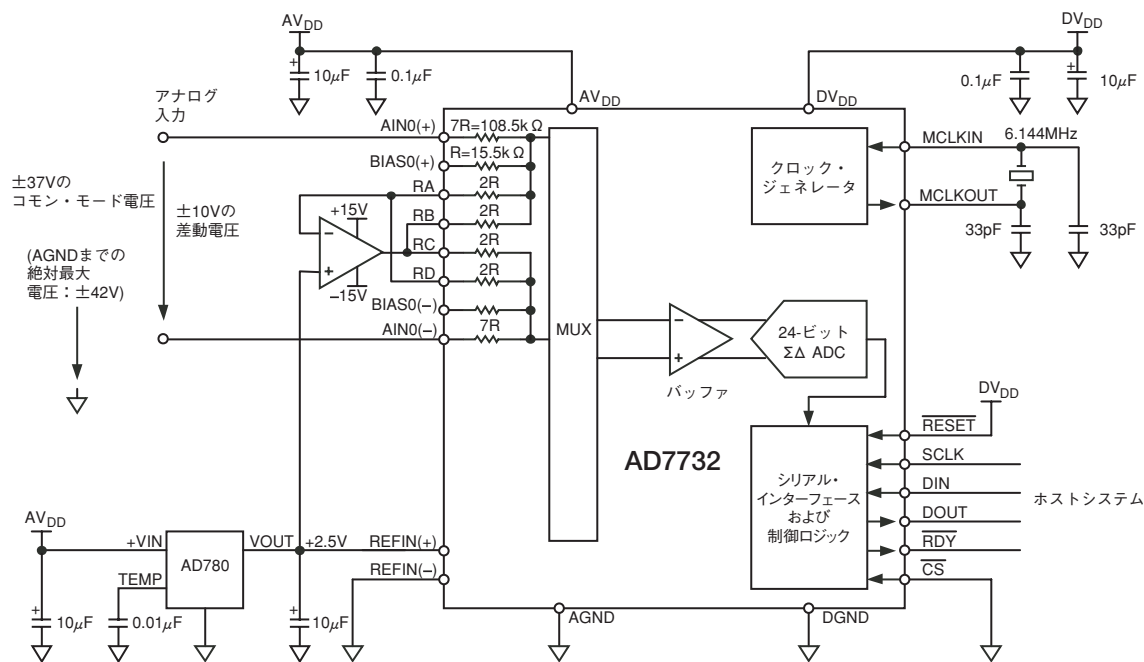 AVDD
10μF
0.1μF
AVDD
DVDD
DVDD
0.1μF
10μF
アナログ
入力
AIN0(+)
7R=108.5kΩ
BIAS0(+)
R=15.5kΩ
RA
2R
RB
2R
RC
2R
RD
2R
BIAS0(−)
AIN0(−)
7R
+15V
−15V
−
+
±37Vの
コモン・モード電圧
±10Vの
差動電圧
(AGNDまでの
絶対最大
電圧：±42V)
MUX
−
+
バッファ
24-ビット
ΣΔ ADC
クロック・
ジェネレータ
MCLKIN
6.144MHz
MCLKOUT
33pF
33pF
AD7732
シリアル・
インターフェース
および
制御ロジック
DVDD
RESET
SCLK
DIN
DOUT
RDY
CS
ホストシステム
AVDD
+VIN
AD780
VOUT
+2.5V
REFIN(+)
TEMP
REFIN(−)
10μF
0.01μF
10μF
AGND
DGND